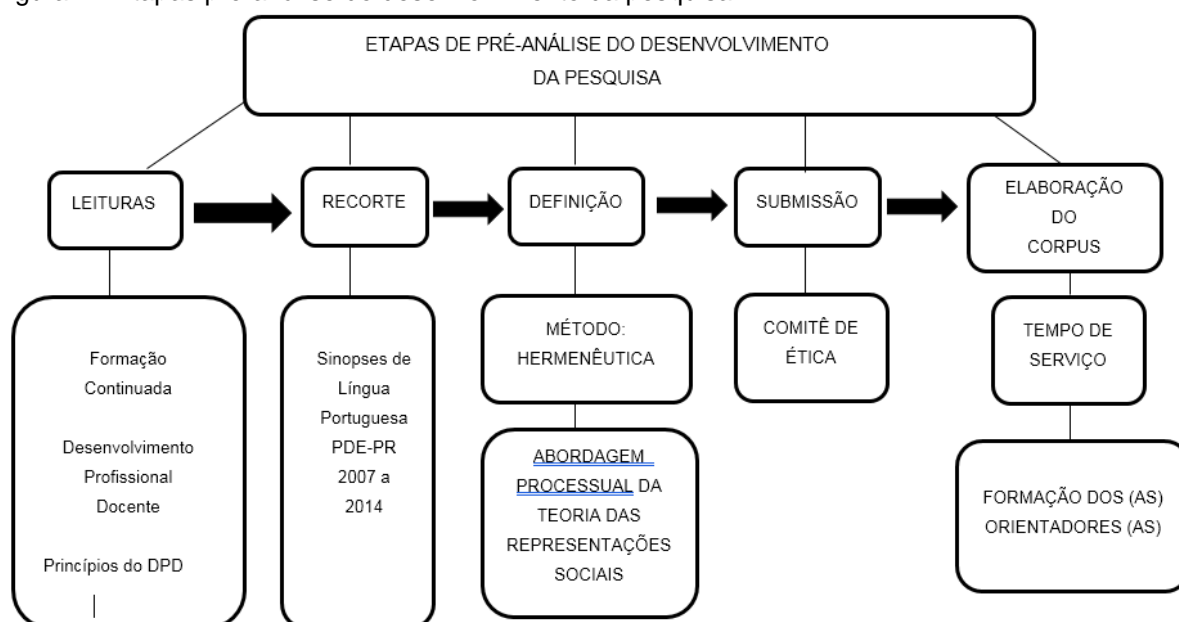 ETAPAS DE PRÉ-ANÁLISE DO DESENVOLVIMENTO
DA PESQUISA
LEITURAS
RECORTE
DEFINIÇÃO
SUBMISSÃO
ELABORAÇÃO
DO
CORPUS
Formação
Continuada
Desenvolvimento
Profissional
Docente
Princípios do DPD
Sinopses de
Língua
Portuguesa
PDE-PR
2007 a
2014
MÉTODO:
HERMENÊUTICA
ABORDAGEM
PROCESSUAL DA
TEORIA DAS
REPRESENTAÇÕES
SOCIAIS
COMITÊ DE
ÉTICA
TEMPO DE
SERVIÇO
FORMAÇÃO DOS (AS)
ORIENTADORES (AS)